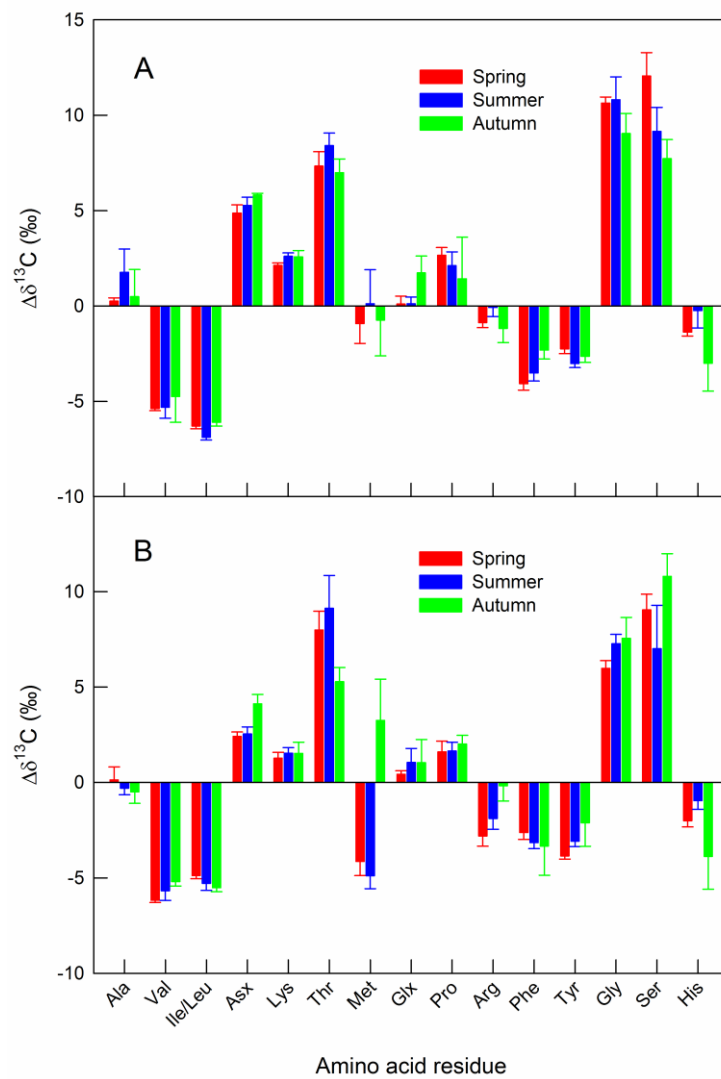 15
A
Spring
Summer
Autumn
10
5
0
-5
-10
Δδ¹³C (‰)
B
Spring
Summer
Autumn
10
5
0
-5
-10
Δδ¹³C (‰)
Ala Val Ile/Leu Asx Lys Thr Met Glx Pro Arg Phe Tyr Gly Ser His
Amino acid residue